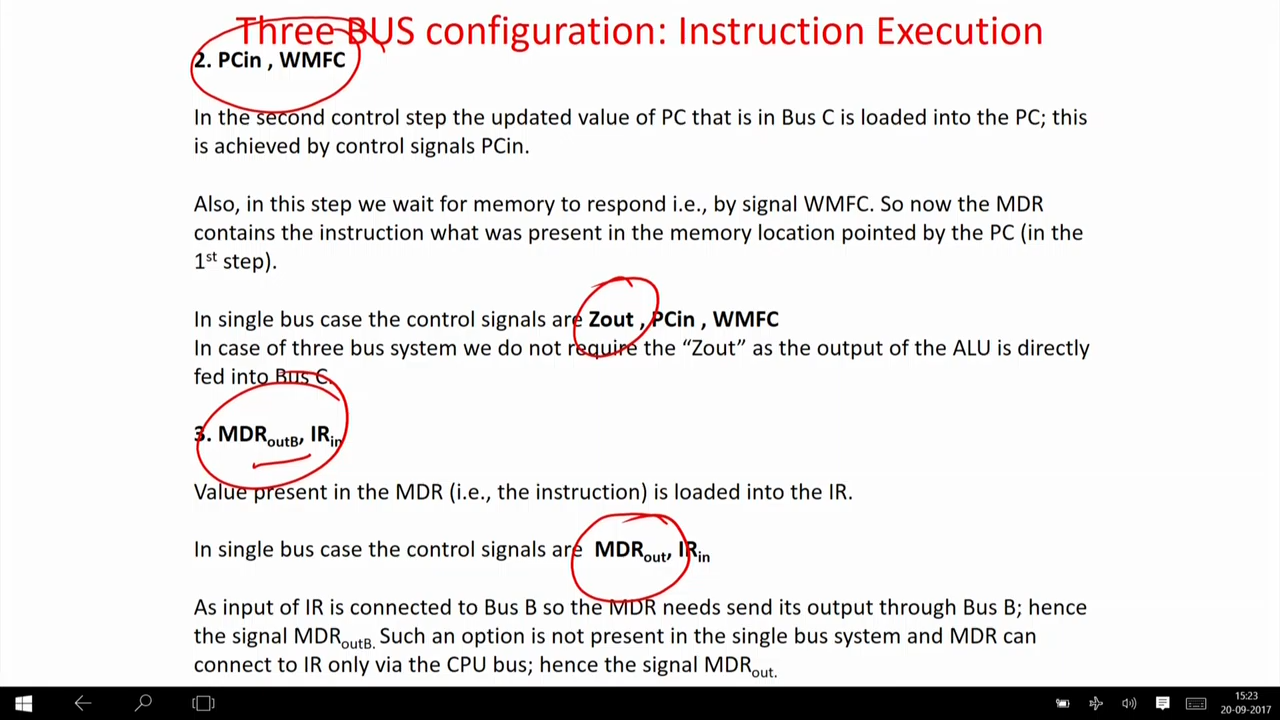 Three BUS configuration: Instruction Execution
2. PCin , WMFC
In the second control step the updated value of PC that is in Bus C is loaded into the PC; this
is achieved by control signals PCin.
Also, in this step we wait for memory to respond i.e., by signal WMFC. So now the MDR
contains the instruction what was present in the memory location pointed by the PC (in the
1st step).
In single bus case the control signals are Zout , PCin , WMFC
In case of three bus system we do not require the “Zout” as the output of the ALU is directly
fed into Bus C.
3. MDRoutB, IRin
Value present in the MDR (i.e., the instruction) is loaded into the IR.
In single bus case the control signals are MDRout, IRin
As input of IR is connected to Bus B so the MDR needs send its output through Bus B; hence
the signal MDRoutB. Such an option is not present in the single bus system and MDR can
connect to IR only via the CPU bus; hence the signal MDRout.
15:23
20-09-2017